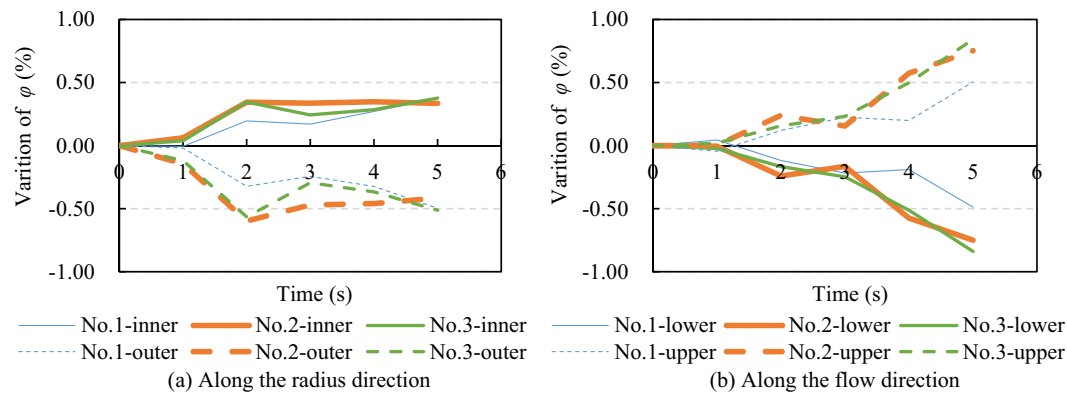 1.00
0.50
0.00
-0.50
-1.00
Varition of φ (%)
0 1 2 3 4 5 6
Time (s)
No.1-inner No.2-inner No.3-inner
No.1-outer No.2-outer No.3-outer
(a) Along the radius direction
1.00
0.50
0.00
-0.50
-1.00
Varition of φ (%)
0 1 2 3 4 5 6
Time (s)
No.1-lower No.2-lower No.3-lower
No.1-upper No.2-upper No.3-upper
(b) Along the flow direction